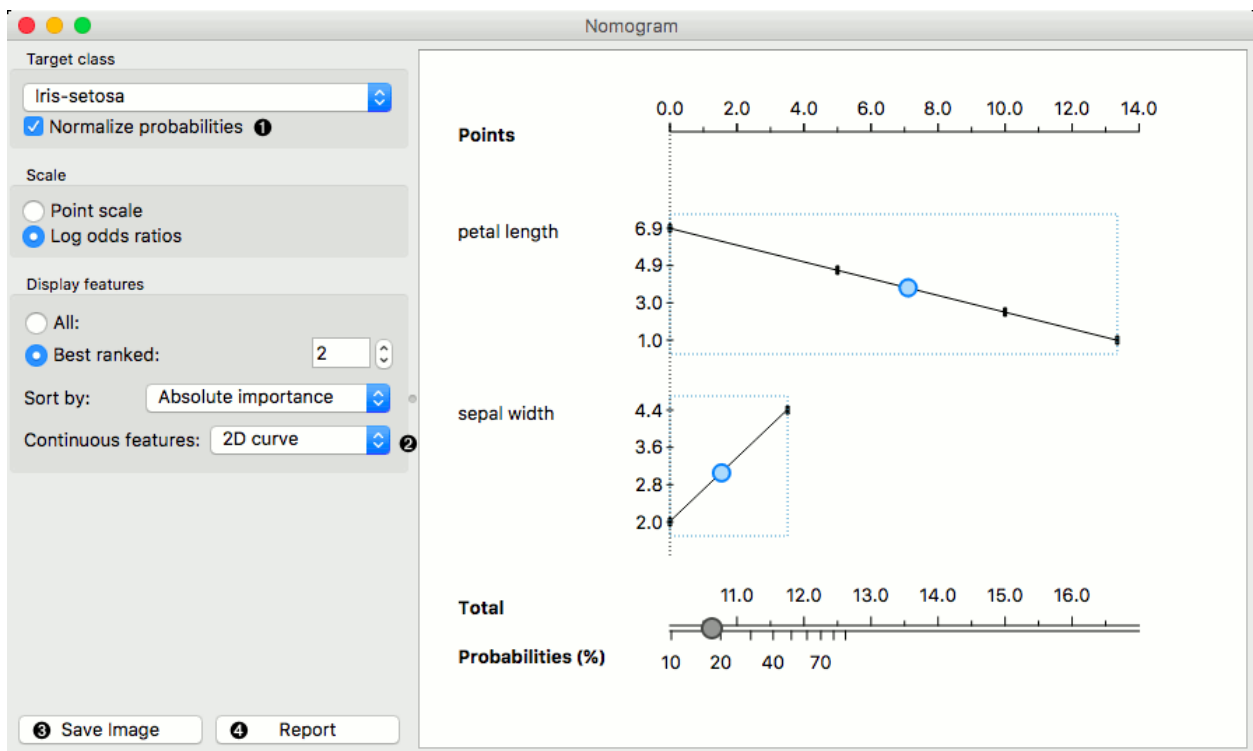 Nomogram
Target class
Iris-setosa
Normalize probabilities ❶
Scale
Point scale
Log odds ratios
Display features
All:
Best ranked: 2
Sort by: Absolute importance
Continuous features: 2D curve ❷
❸ Save Image
❹ Report
0.0 2.0 4.0 6.0 8.0 10.0 12.0 14.0
Points
petal length
6.9
4.9
3.0
1.0
sepal width
4.4
3.6
2.8
2.0
11.0 12.0 13.0 14.0 15.0 16.0
Total
Probabilities (%)
10 20 40 70